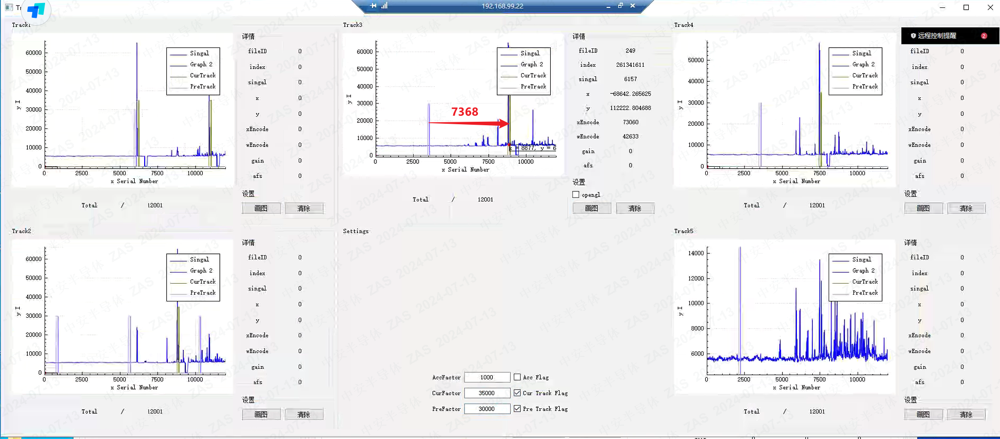 192.168.99.22
Track1
60000
50000
40000
30000
20000
10000
0
y I
0 2500 5000 7500 10000
x Serial Number
Singal
Graph 2
CurTrack
PreTrack
Total / 12001
详情
fileID 0
index 0
singal 0
x 0
y 0
xEncode 0
wEncode 0
gain 0
afs 0
设置
画图 清除
Track3
60000
50000
40000
30000
20000
10000
0
y I
0 2500 5000 7500 10000
x Serial Number
Singal
Graph 2
CurTrack
PreTrack
7368
x = 8877, y = 6
Total / 12001
详情
fileID 249
index 261341611
singal 6157
x -68642.265625
y 112222.804688
xEncode 73060
wEncode 42633
gain 0
afs 0
设置
opengl
画图 清除
Track4
50000
40000
30000
20000
10000
0
y I
0 2500 5000 7500 10000
x Serial Number
Singal
Graph 2
CurTrack
PreTrack
Total / 12001
远程控制提醒 2
fileID 0
index 0
singal 0
x 0
y 0
xEncode 0
wEncode 0
gain 0
afs 0
设置
画图 清除
Track2
60000
50000
40000
30000
20000
10000
0
y I
0 2500 5000 7500 10000
x Serial Number
Singal
Graph 2
CurTrack
PreTrack
Total / 12001
详情
fileID 0
index 0
singal 0
x 0
y 0
xEncode 0
wEncode 0
gain 0
afs 0
设置
画图 清除
Settings
AccFactor 1000 Acc Flag
CurFactor 35000 Cur Track Flag
PreFactor 30000 Pre Track Flag
Track5
14000
12000
10000
8000
6000
y I
0 2500 5000 7500 10000
x Serial Number
Singal
Graph 2
CurTrack
PreTrack
Total / 12001
详情
fileID 0
index 0
singal 0
x 0
y 0
xEncode 0
wEncode 0
gain 0
afs 0
设置
画图 清除
中安半导体 ZAS 2024-07-13